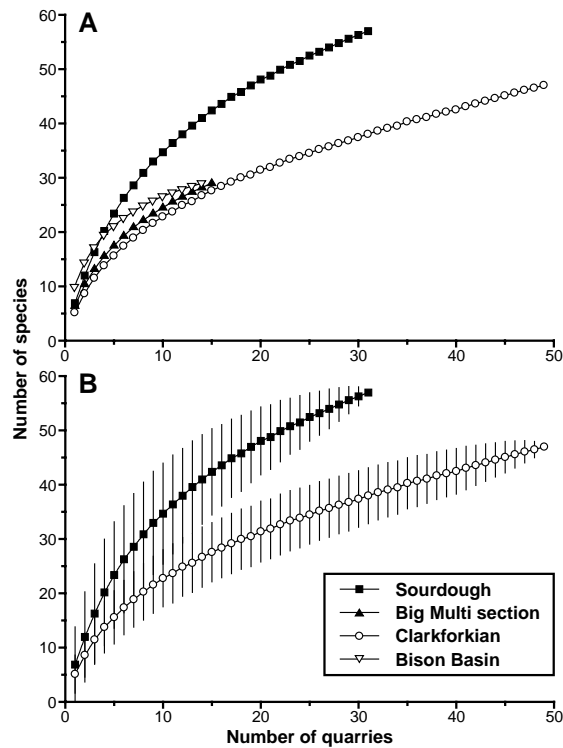 A
60
50
40
30
20
10
0
0 10 20 30 40 50
Number of species
B
60
50
40
30
20
10
0
Sourdough
Big Multi section
Clarkforkian
Bison Basin
0 10 20 30 40 50
Number of quarries